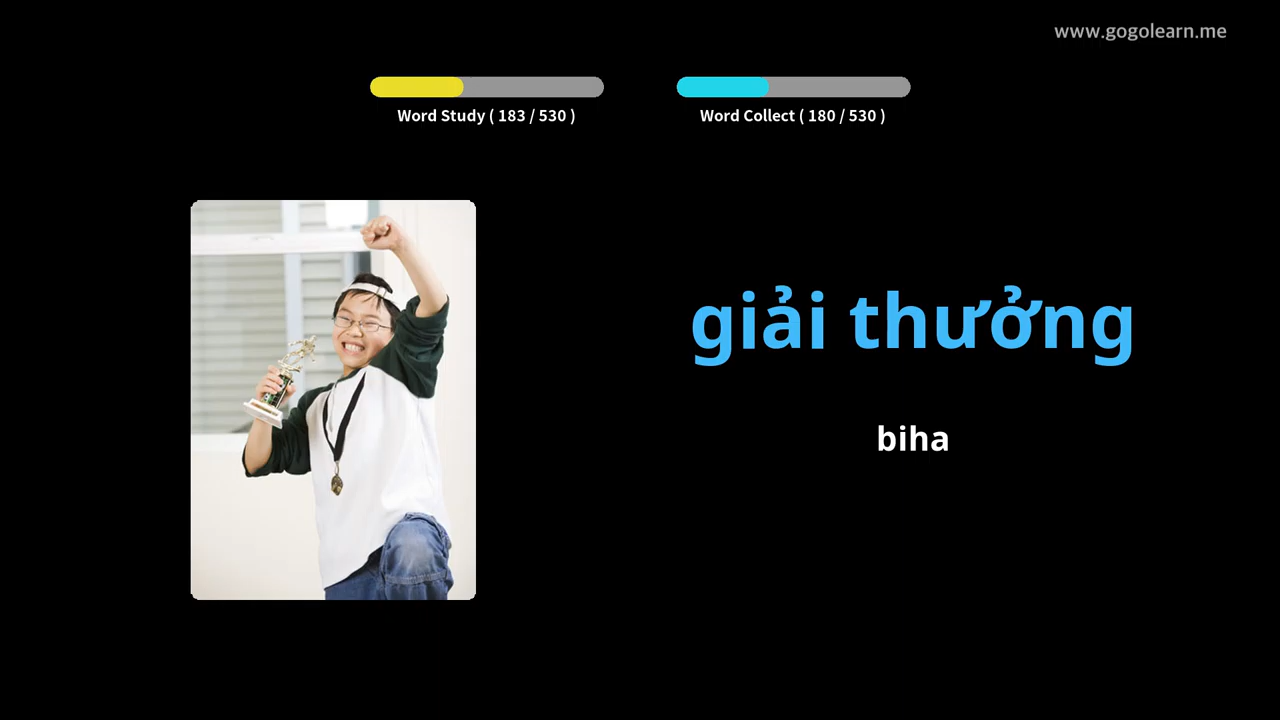 www.gogolearn.me
Word Study ( 183 / 530 )
Word Collect ( 180 / 530 )
giải thưởng
biha